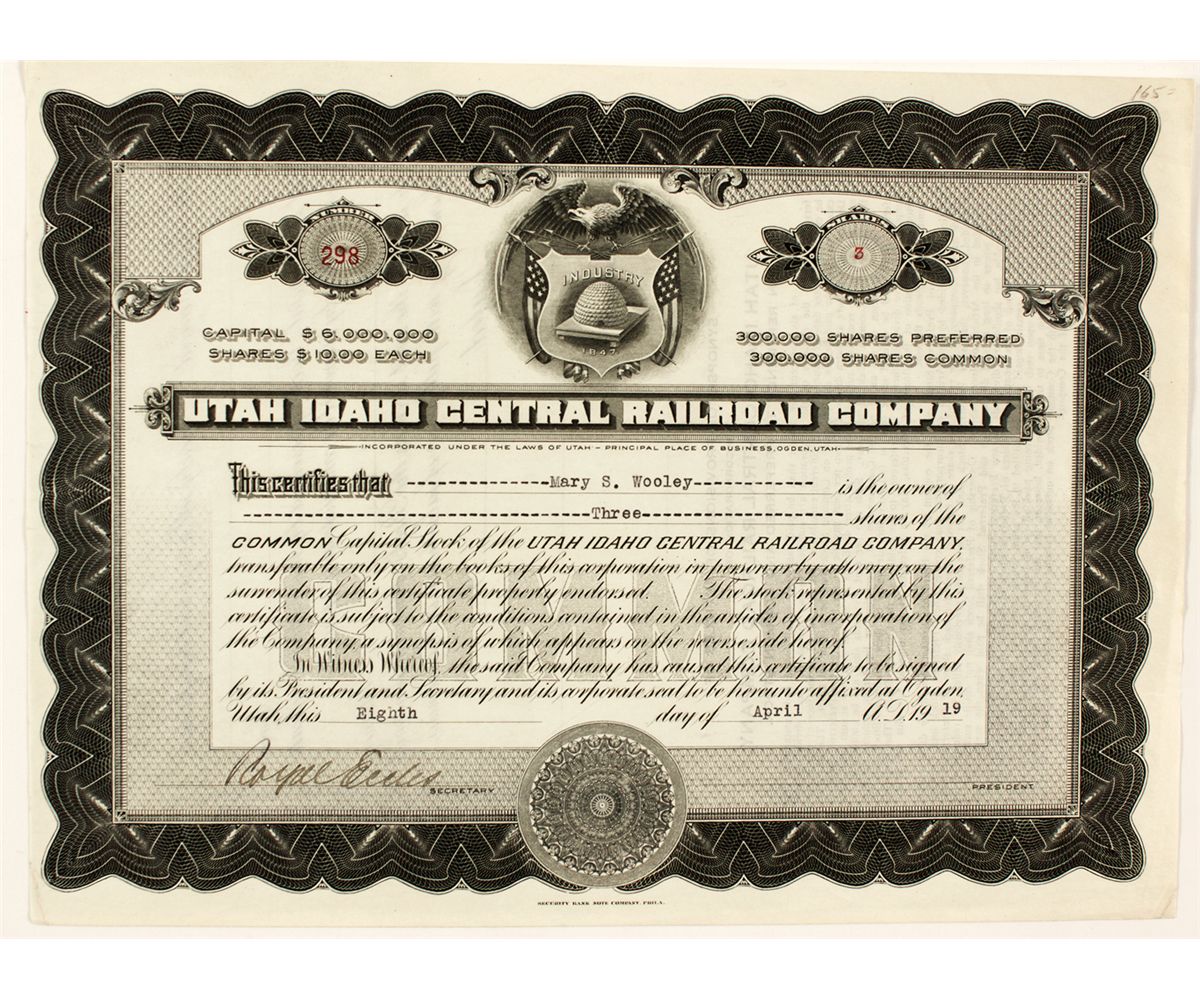 165=
NUMBER
298
SHARES
3
INDUSTRY
1847
CAPITAL $6,000,000
SHARES $10.00 EACH
300,000 SHARES PREFERRED
300,000 SHARES COMMON
UTAH IDAHO CENTRAL RAILROAD COMPANY
INCORPORATED UNDER THE LAWS OF UTAH – PRINCIPAL PLACE OF BUSINESS, OGDEN, UTAH
This certifies that --------------Mary S. Wooley------------ is the owner of
-----------------------------------Three-------------------- shares of the
COMMON Capital Stock of the UTAH IDAHO CENTRAL RAILROAD COMPANY,
transferable only on the books of this corporation in person or by attorney on the
surrender of this certificate properly endorsed. The stock represented by this
certificate is subject to the conditions contained in the articles of incorporation of
the Company, a synopsis of which appears on the reverse side hereof.
COMMON
In Witness Whereof, the said Company has caused this certificate to be signed
by its President and Secretary and its corporate seal to be hereunto affixed at Ogden,
Utah, this Eighth day of April A.D. 19 19
Royal Eccles
SECRETARY
PRESIDENT.
SECURITY BANK NOTE COMPANY, PHILA.